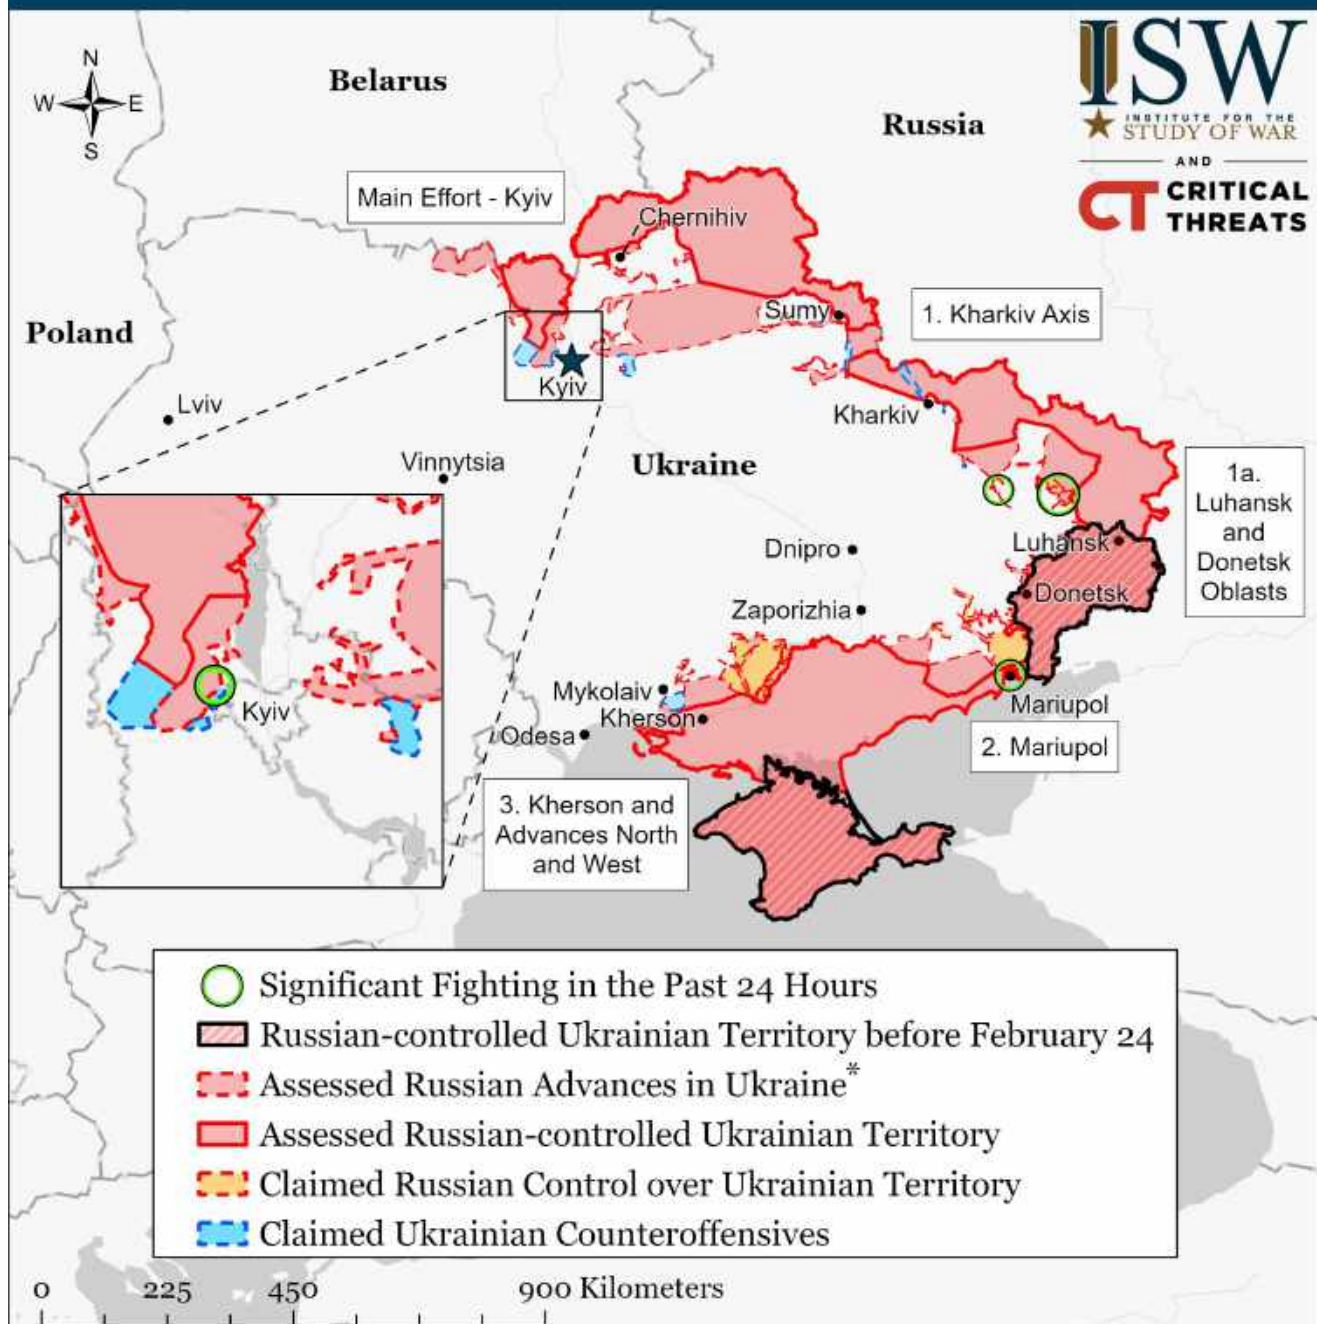 N
W E
S
Belarus
Russia
ISW
INSTITUTE FOR THE
STUDY OF WAR
AND
CT CRITICAL
THREATS
Main Effort - Kyiv
Chernihiv
Sumy
1. Kharkiv Axis
Poland
Kyiv
Lviv
Kharkiv
Vinnytsia
Ukraine
1a.
Luhansk
and
Donetsk
Oblasts
Luhansk
Dnipro
Donetsk
Zaporizhia
Mykolaiv
Kherson
Odesa
Mariupol
2. Mariupol
Kyiv
3. Kherson and
Advances North
and West
Significant Fighting in the Past 24 Hours
Russian-controlled Ukrainian Territory before February 24
Assessed Russian Advances in Ukraine*
Assessed Russian-controlled Ukrainian Territory
Claimed Russian Control over Ukrainian Territory
Claimed Ukrainian Counteroffensives
0 225 450 900 Kilometers